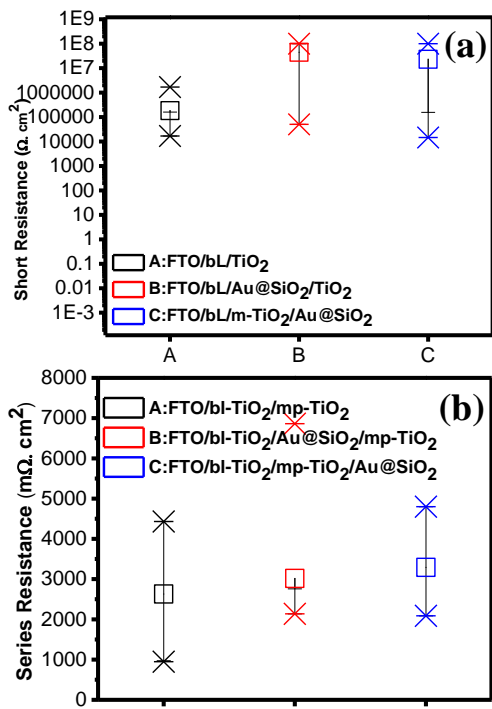 1E9
1E8
1E7
1000000
100000
10000
1000
100
10
1
0.1
0.01
1E-3
Short Resistance (Ω. cm²)
(a)
A:FTO/bL/TiO₂
B:FTO/bL/Au@SiO₂/TiO₂
C:FTO/bL/m-TiO₂/Au@SiO₂
A B C
8000
7000
6000
5000
4000
3000
2000
1000
0
Series Resistance (mΩ. cm²)
(b)
A:FTO/bl-TiO₂/mp-TiO₂
B:FTO/bl-TiO₂/Au@SiO₂/mp-TiO₂
C:FTO/bl-TiO₂/mp-TiO₂/Au@SiO₂